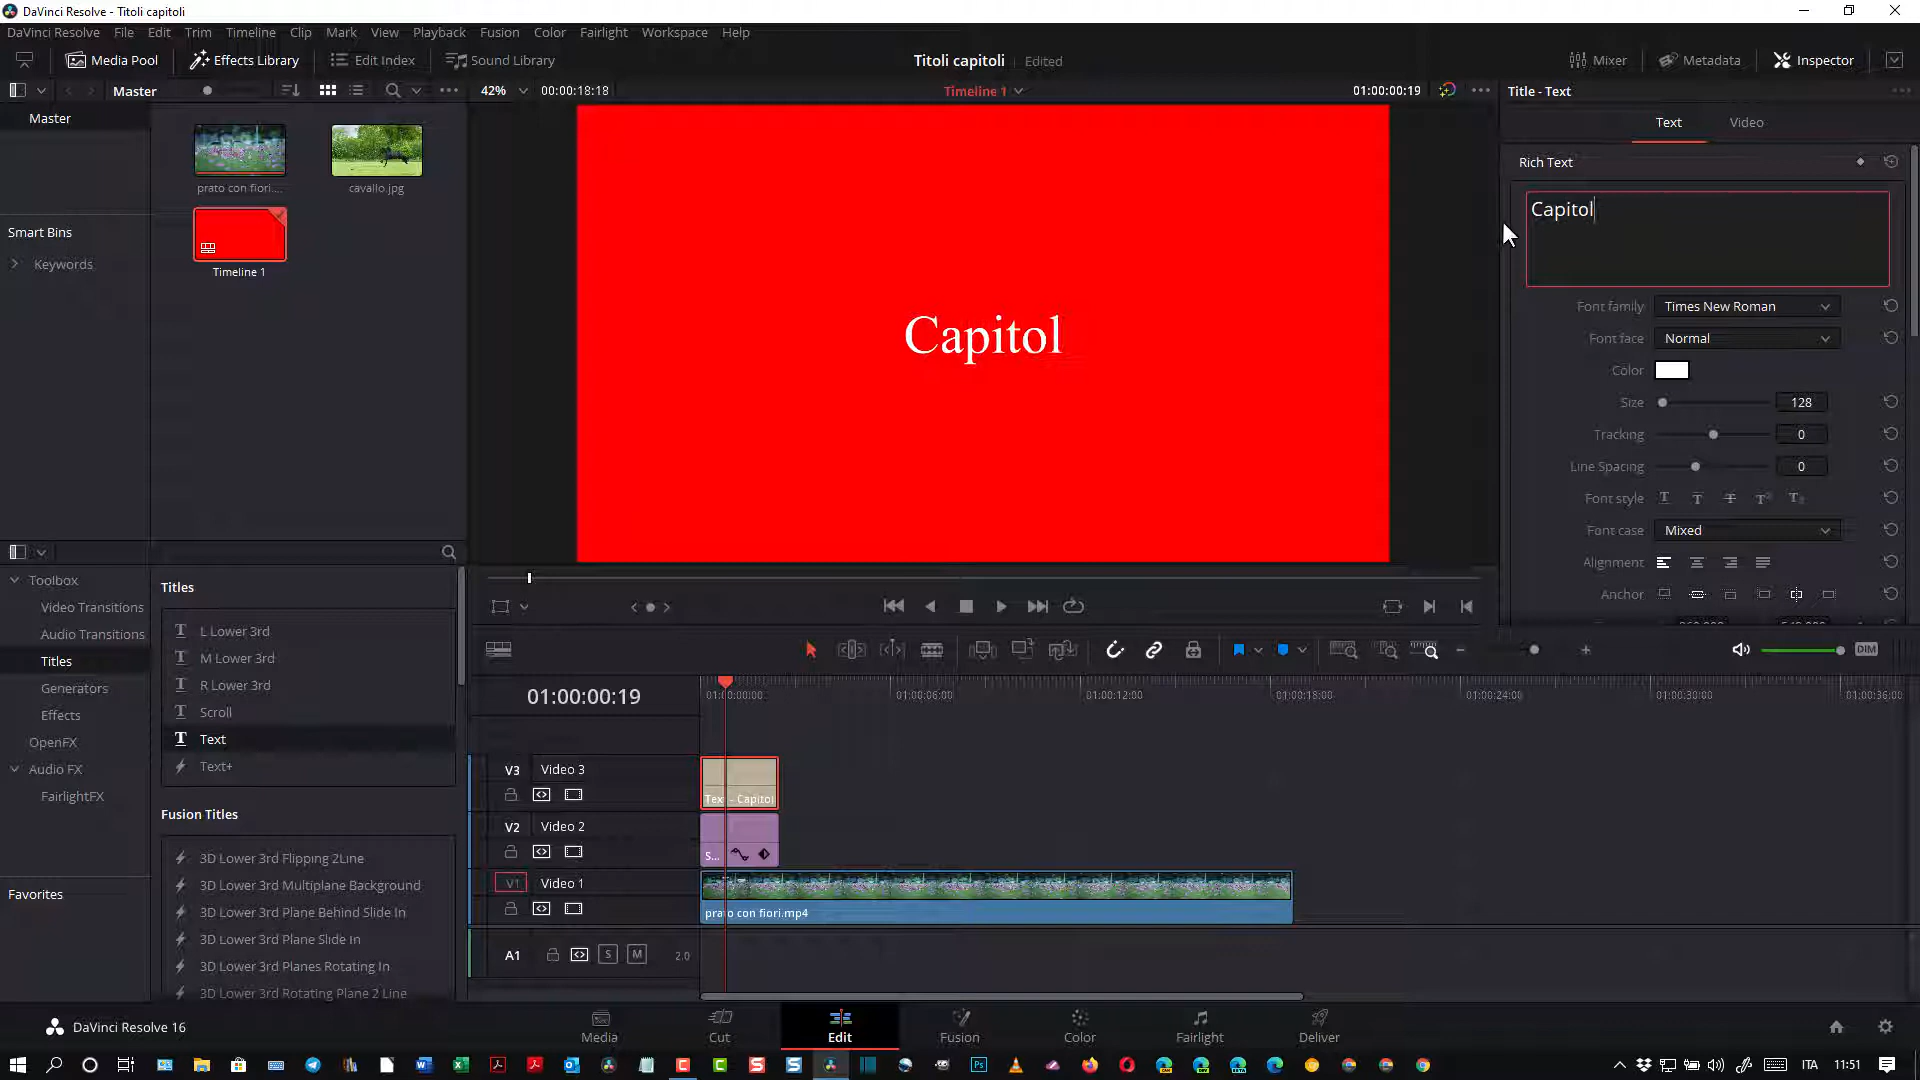 DaVinci Resolve - Titoli capitoli
DaVinci Resolve File Edit Trim Timeline Clip Mark View Playback Fusion Color Fairlight Workspace Help
Media Pool Effects Library Edit Index Sound Library Titoli capitoli Edited Mixer Metadata Inspector
Master 42% 00:00:18:18 Timeline 1 01:00:00:19 Title - Text
Master
Text Video
prato con fiori.... cavallo.jpg
Rich Text
Capitol
Smart Bins
Keywords
Timeline 1
Capitol
Font family Times New Roman
Font face Normal
Color
Size 128
Tracking 0
Line Spacing 0
Font style
Font case Mixed
Alignment
Anchor
Toolbox
Video Transitions
Audio Transitions
Titles
Generators
Effects
OpenFX
Audio FX
FairlightFX
Favorites
Titles
L Lower 3rd
M Lower 3rd
R Lower 3rd
Scroll
Text
Text+
Fusion Titles
3D Lower 3rd Flipping 2Line
3D Lower 3rd Multiplane Background
3D Lower 3rd Plane Behind Slide In
3D Lower 3rd Plane Slide In
3D Lower 3rd Planes Rotating In
3D Lower 3rd Rotating Plane 2 Line
DIM
01:00:00:19 01:00:00:00 01:00:06:00 01:00:12:00 01:00:18:00 01:00:24:00 01:00:30:00 01:00:36:00
V3 Video 3
Text - Capitol
V2 Video 2
S...
V1 Video 1
prato con fiori.mp4
A1 S M 2.0
DaVinci Resolve 16
Media Cut Edit Fusion Color Fairlight Deliver
ITA 11:51